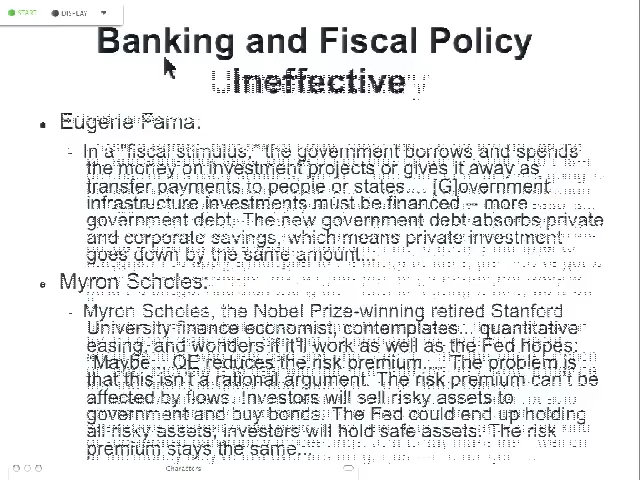 START DISPLAY
Banking and Fiscal Policy
Ineffective
• Eugene Fama:
- In a "fiscal stimulus," the government borrows and spends
the money on investment projects or gives it away as
transfer payments to people or states.... [G]overnment
infrastructure investments must be financed – more
government debt. The new government debt absorbs private
and corporate savings, which means private investment
goes down by the same amount...
• Myron Scholes:
- Myron Scholes, the Nobel Prize-winning retired Stanford
University finance economist, contemplates... quantitative
easing, and wonders if it'll work as well as the Fed hopes:
"Maybe... QE reduces the risk premium.... The problem is
that this isn't a rational argument. The risk premium can't be
affected by flows. Investors will sell risky assets to
government and buy bonds. The Fed could end up holding
all risky assets; investors will hold safe assets. The risk
premium stays the same...
Characters